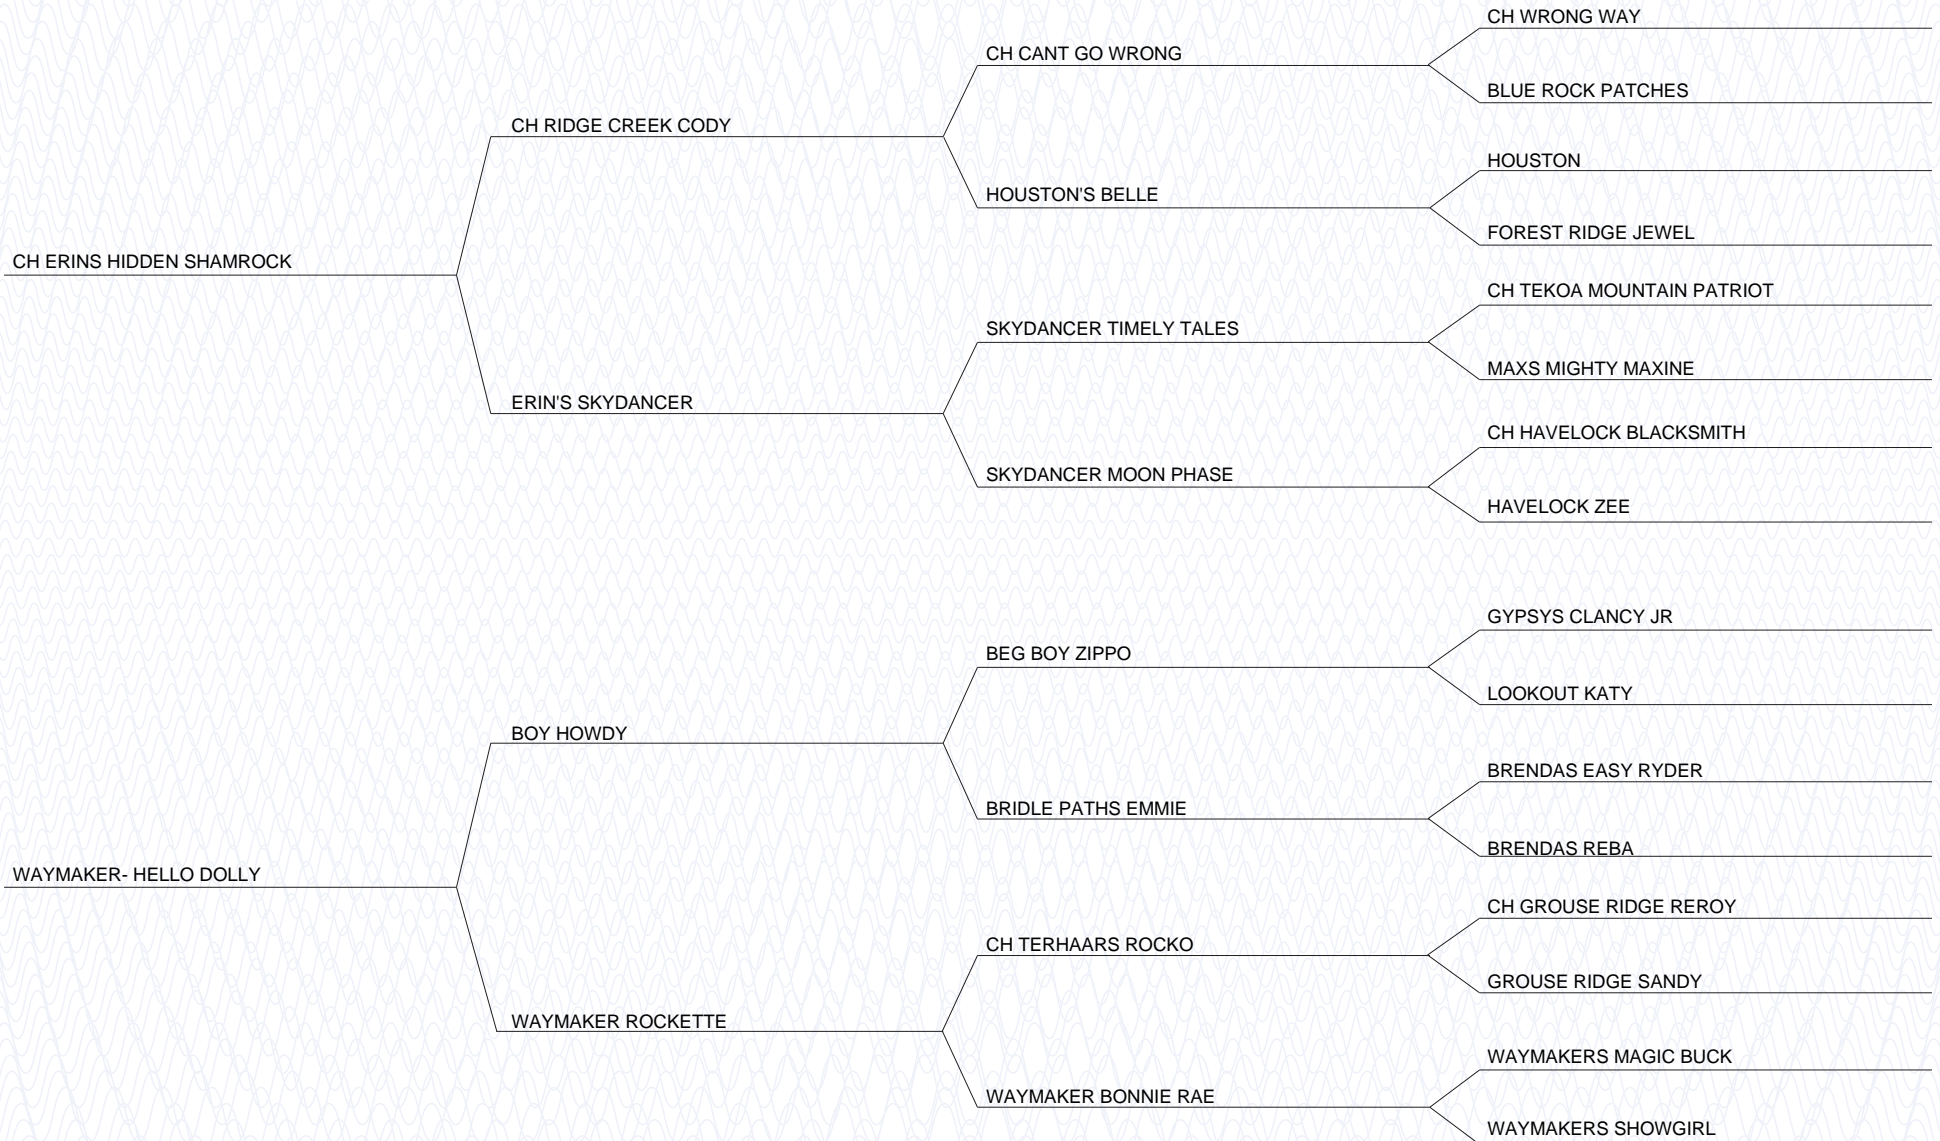 CH WRONG WAY
CH CANT GO WRONG
BLUE ROCK PATCHES
CH RIDGE CREEK CODY
HOUSTON
HOUSTON'S BELLE
FOREST RIDGE JEWEL
CH ERINS HIDDEN SHAMROCK
CH TEKOA MOUNTAIN PATRIOT
SKYDANCER TIMELY TALES
MAXS MIGHTY MAXINE
ERIN'S SKYDANCER
CH HAVELOCK BLACKSMITH
SKYDANCER MOON PHASE
HAVELOCK ZEE
GYPSYS CLANCY JR
BEG BOY ZIPPO
LOOKOUT KATY
BOY HOWDY
BRENDAS EASY RYDER
BRIDLE PATHS EMMIE
BRENDAS REBA
WAYMAKER- HELLO DOLLY
CH GROUSE RIDGE REROY
CH TERHAARS ROCKO
GROUSE RIDGE SANDY
WAYMAKER ROCKETTE
WAYMAKERS MAGIC BUCK
WAYMAKER BONNIE RAE
WAYMAKERS SHOWGIRL